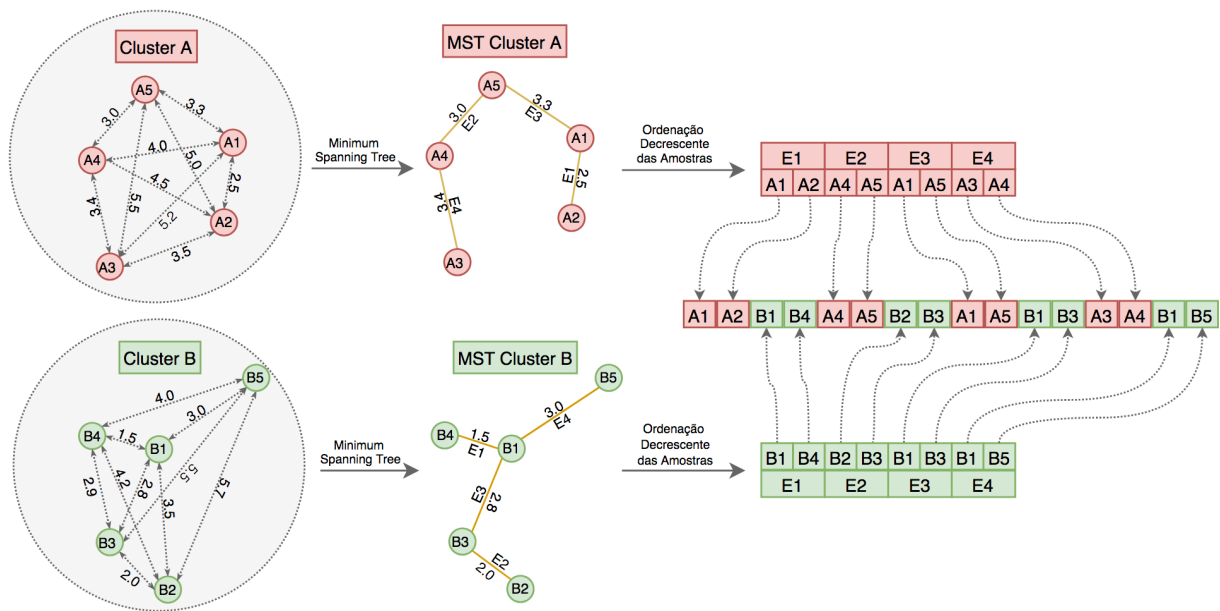 Cluster A
A5
3.0
3.3
A1
4.0
A4
5.0
4.5
2.5
5.5
3.4
5.2
A2
3.5
A3
Minimum
Spanning Tree
MST Cluster A
A5
3.0
E2
3.3
E3
A4
A1
3.4
E4
E1
2.5
A2
A3
Ordenação
Decrescente
das Amostras
E1 E2 E3 E4
A1 A2 A4 A5 A1 A5 A3 A4
A1 A2 B1 B4 A4 A5 B2 B3 A1 A5 B1 B3 A3 A4 B1 B5
Cluster B
B5
4.0
3.0
B4
1.5
B1
2.9
4.2
2.8
3.5
5.5
5.7
B3
2.0
B2
Minimum
Spanning Tree
MST Cluster B
B5
3.0
E4
B4
1.5
E1
B1
E3
2.8
B3
E2
2.0
B2
Ordenação
Decrescente
das Amostras
B1 B4 B2 B3 B1 B3 B1 B5
E1 E2 E3 E4